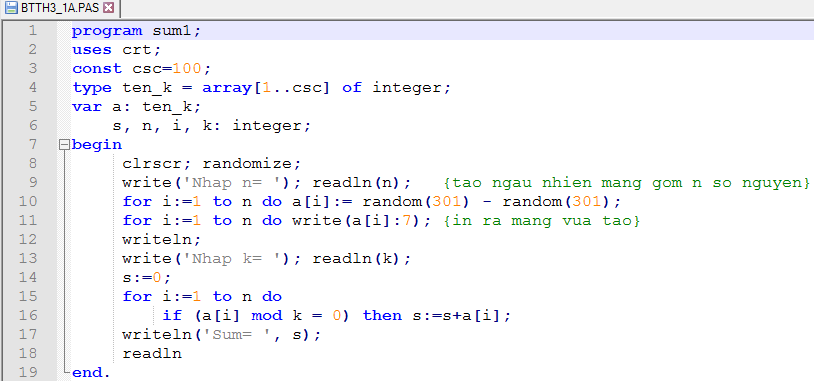 BTTH3_1A.PAS
1 program sum1;
2 uses crt;
3 const csc=100;
4 type ten_k = array[1..csc] of integer;
5 var a: ten_k;
6     s, n, i, k: integer;
7 begin
8      clrscr; randomize;
9      write('Nhap n= '); readln(n);   {tao ngau nhien mang gom n so nguyen}
10      for i:=1 to n do a[i]:= random(301) - random(301);
11      for i:=1 to n do write(a[i]:7); {in ra mang vua tao}
12      writeln;
13      write('Nhap k= '); readln(k);
14      s:=0;
15      for i:=1 to n do
16          if (a[i] mod k = 0) then s:=s+a[i];
17      writeln('Sum= ', s);
18      readln
19 end.